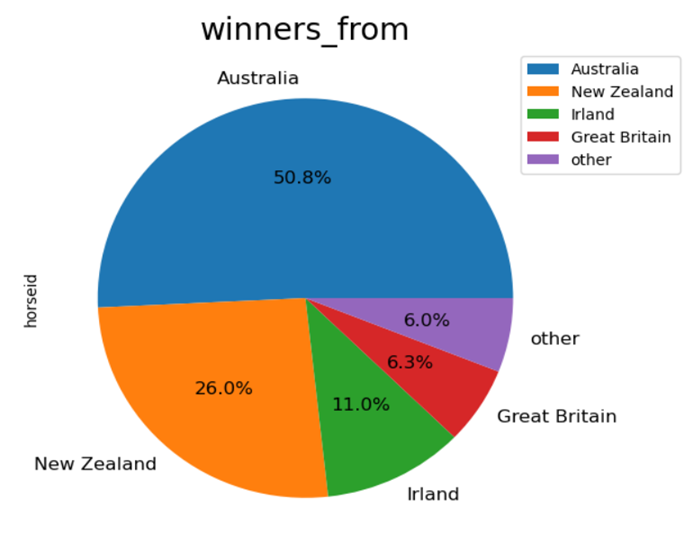 winners_from
Australia
Australia
New Zealand
Irland
Great Britain
other
50.8%
horseid
6.0%
other
6.3%
26.0%
11.0%
Great Britain
New Zealand
Irland